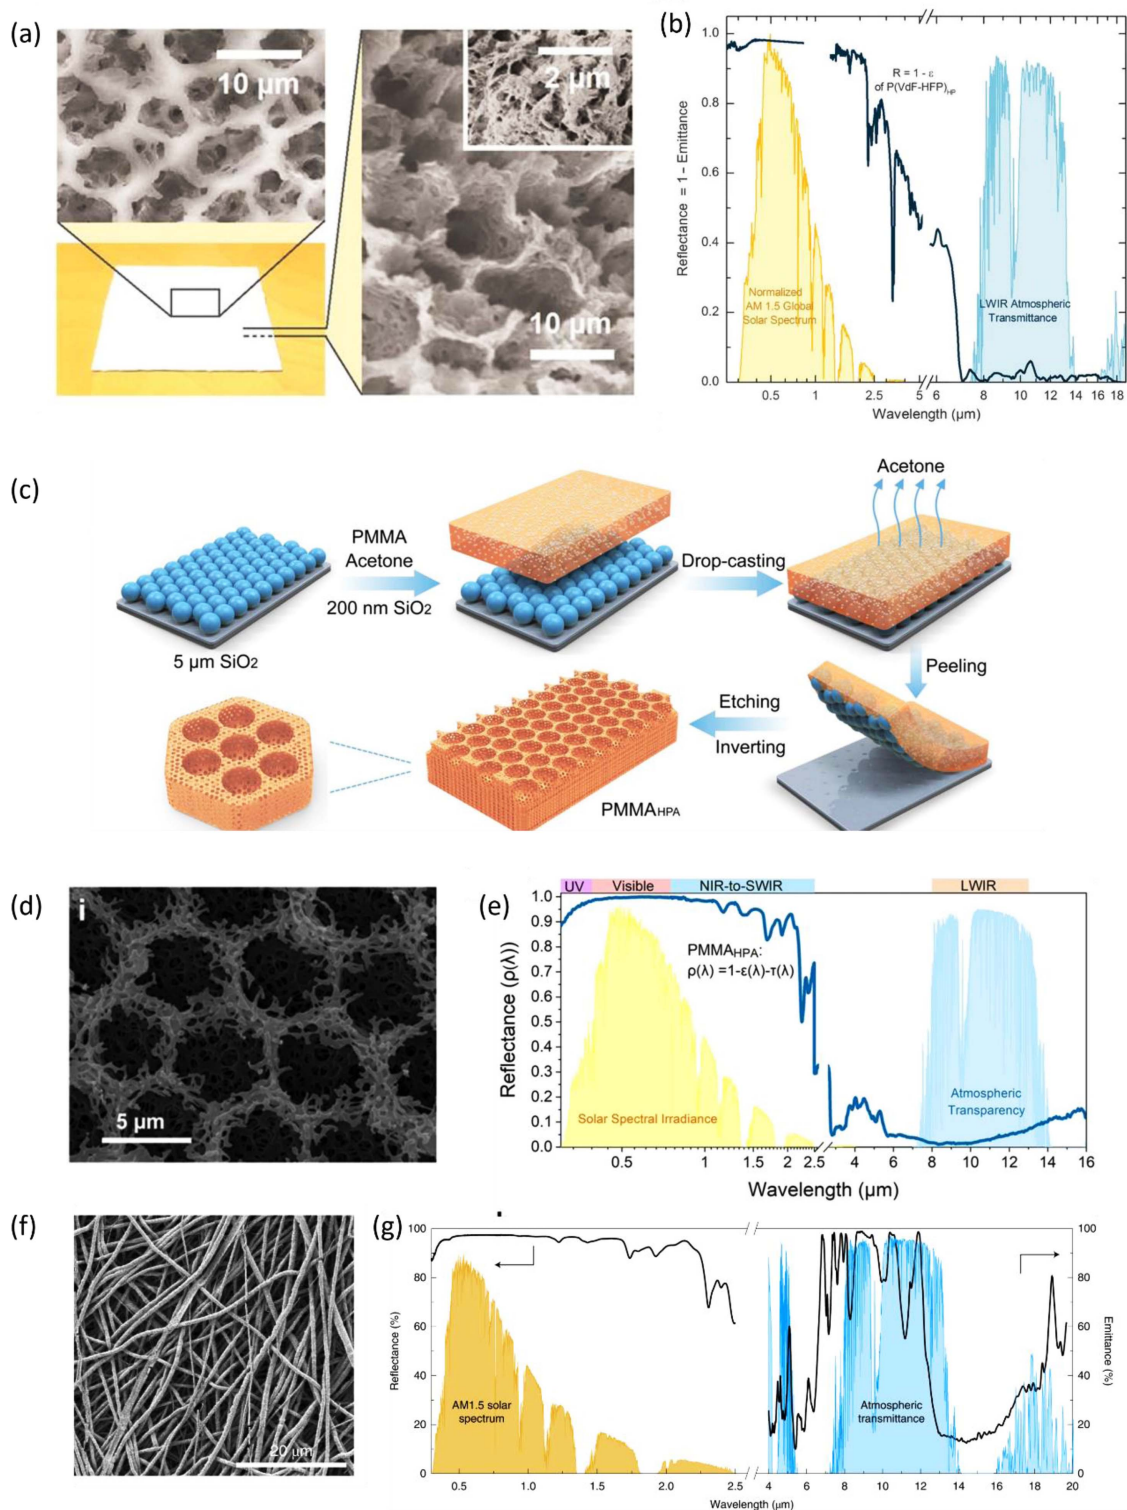 (a)
10 µm
2 µm
10 µm
(b)
Reflectance = 1 - Emittance
1.0
0.8
0.6
0.4
0.2
0.0
R = 1 - ε
of P(VdF-HFP)HP
Normalized
AM 1.5 Global
Solar Spectrum
LWIR Atmospheric
Transmittance
0.5 1 2.5 5 6 8 10 12 14 16 18
Wavelength (µm)
(c)
5 µm SiO2
PMMA
Acetone
200 nm SiO2
Drop-casting
Acetone
Peeling
Etching
Inverting
PMMAHPA
(d)
i
5 µm
(e)
UV Visible NIR-to-SWIR LWIR
Reflectance (ρ(λ))
1.0
0.9
0.8
0.7
0.6
0.5
0.4
0.3
0.2
0.1
0.0
PMMAHPA:
ρ(λ) =1-ε(λ)-τ(λ)
Solar Spectral Irradiance
Atmospheric
Transparency
0.5 1 1.5 2 2.5 4 6 8 10 12 14 16
Wavelength (µm)
(f)
20 µm
(g)
Reflectance (%)
100
80
60
40
20
0
AM1.5 solar
spectrum
Atmospheric
transmittance
100
80
60
40
20
0
Emittance (%)
0.5 1.0 1.5 2.0 2.5 4 6 8 10 12 14 16 18 20
Wavelength (µm)